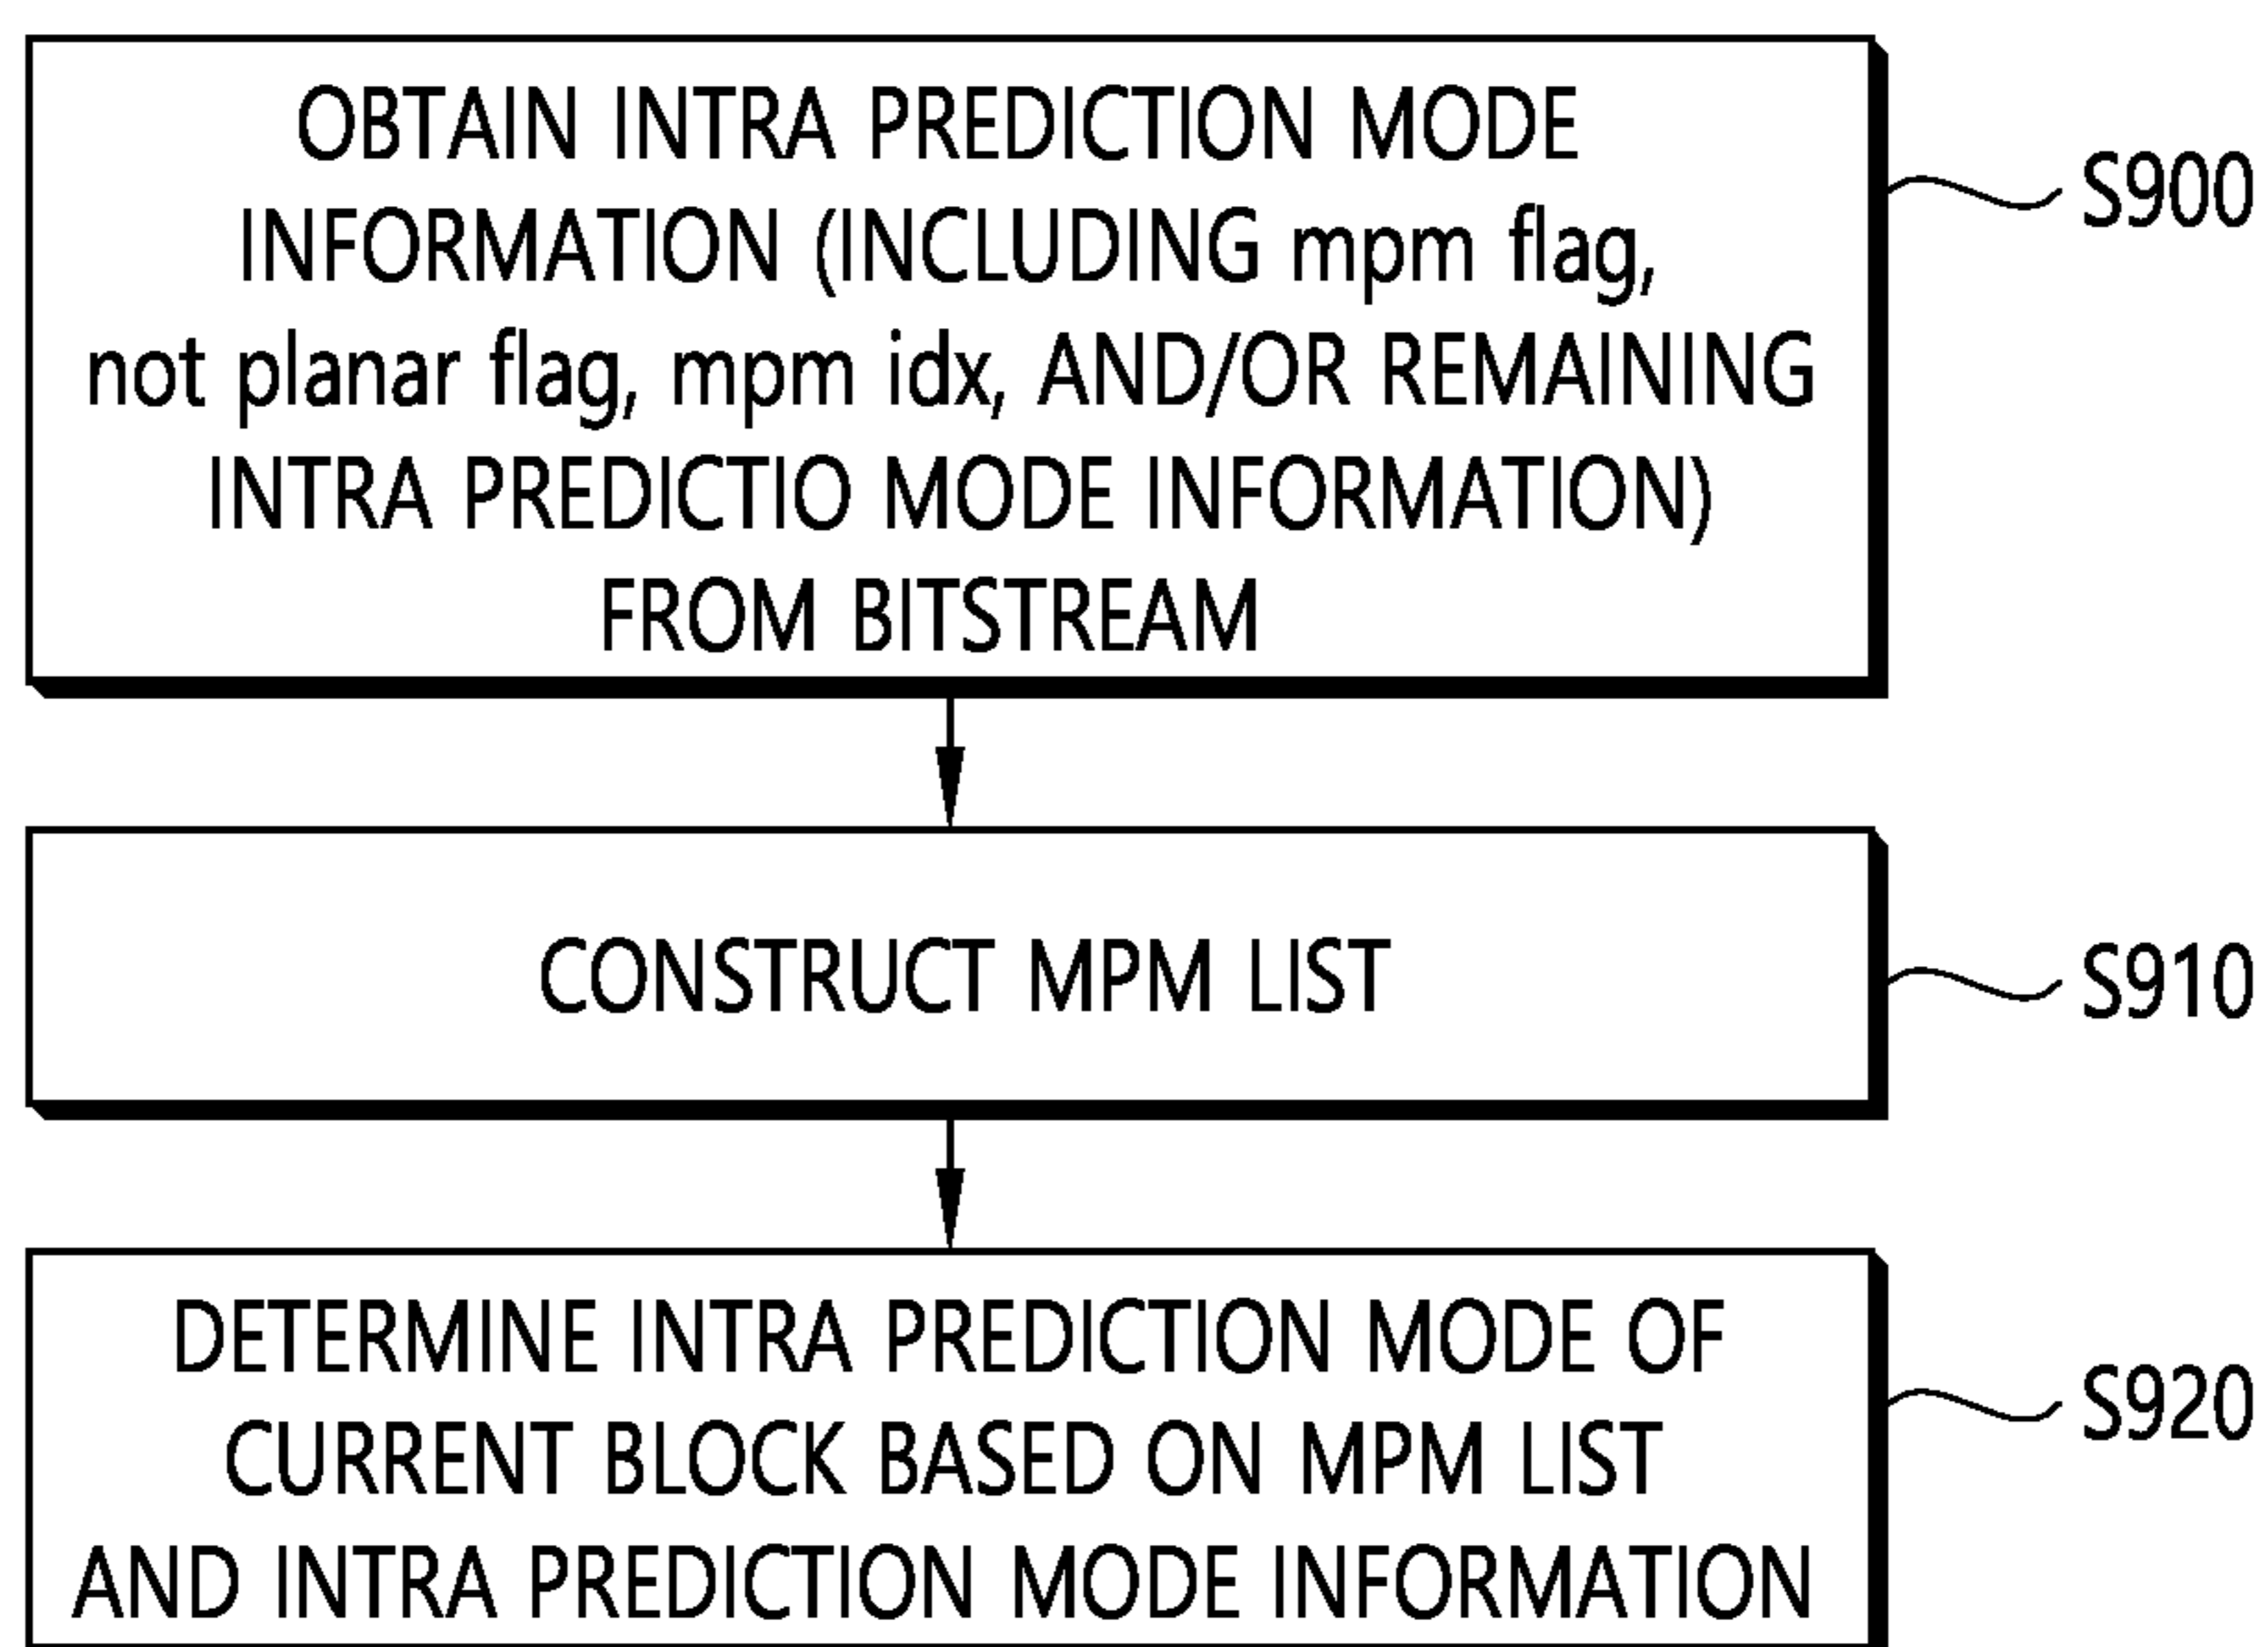 OBTAIN INTRA PREDICTION MODE
INFORMATION (INCLUDING mpm flag,
not planar flag, mpm idx, AND/OR REMAINING
INTRA PREDICTIO MODE INFORMATION)
FROM BITSTREAM
S900
CONSTRUCT MPM LIST
S910
DETERMINE INTRA PREDICTION MODE OF
CURRENT BLOCK BASED ON MPM LIST
AND INTRA PREDICTION MODE INFORMATION
S920